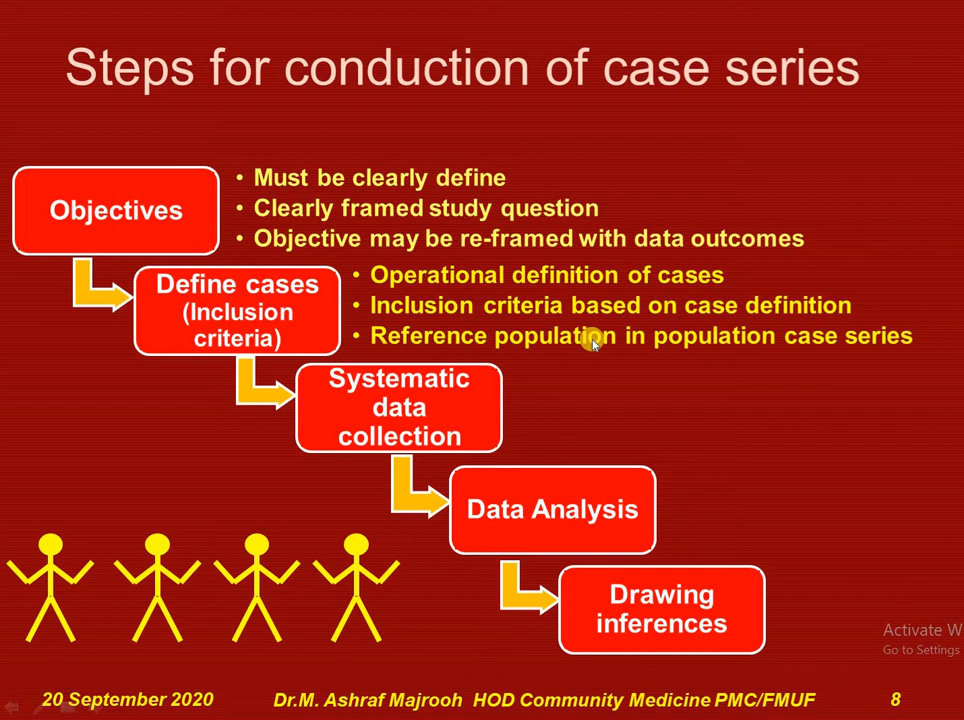 Steps for conduction of case series
Objectives
• Must be clearly define
• Clearly framed study question
• Objective may be re-framed with data outcomes
Define cases
(Inclusion
criteria)
• Operational definition of cases
• Inclusion criteria based on case definition
• Reference population in population case series
Systematic
data
collection
Data Analysis
Drawing
inferences
Activate W
Go to Settings
20 September 2020
Dr.M. Ashraf Majrooh HOD Community Medicine PMC/FMUF
8